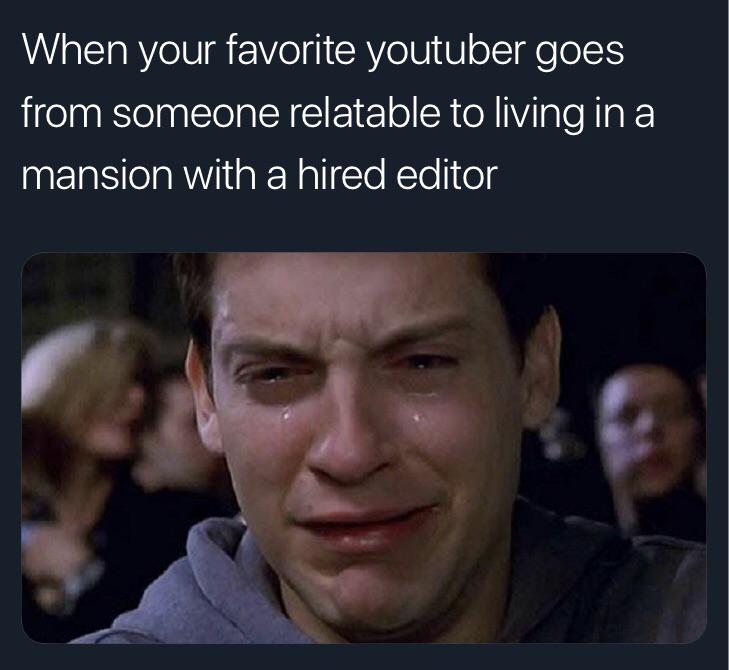 When your favorite youtuber goes
from someone relatable to living in a
mansion with a hired editor